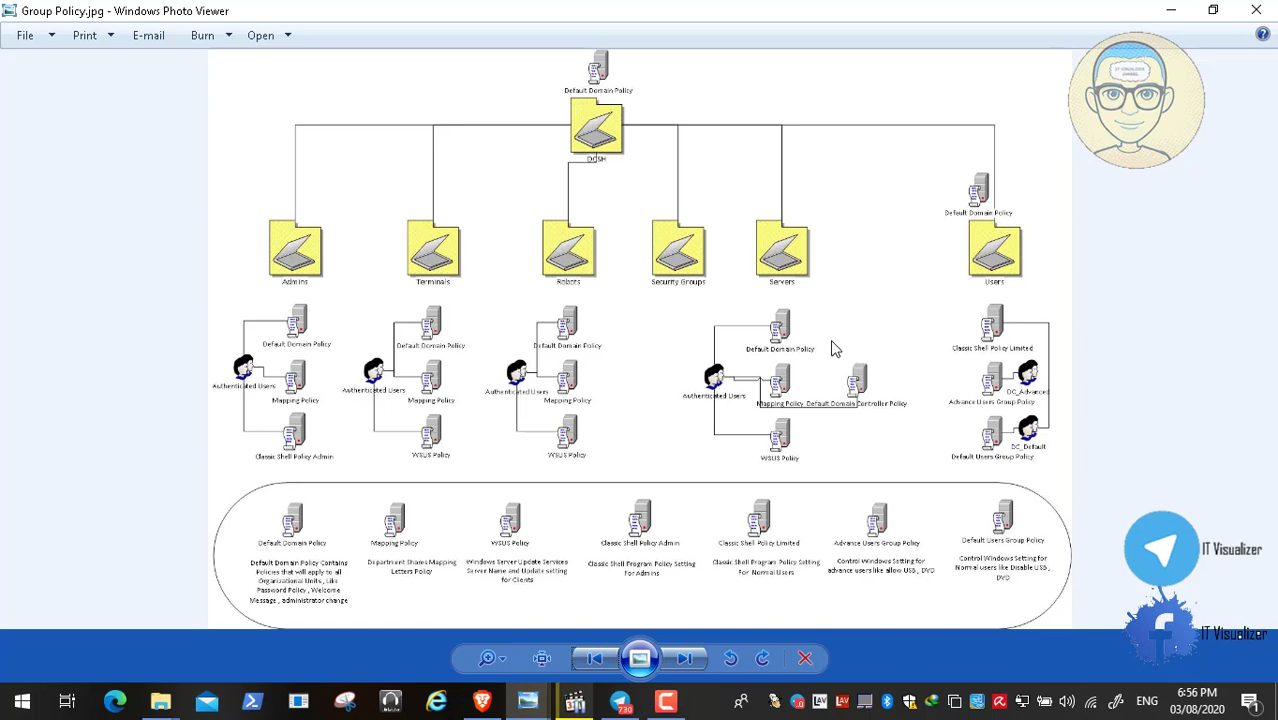 Group Policy.jpg - Windows Photo Viewer
File Print E-mail Burn Open
IT VISUALIZER
CHANNEL
Default Domain Policy
DCSH
Default Domain Policy
Admins
Terminals
Robots
Security Groups
Servers
Users
Default Domain Policy
Authenticated Users
Mapping Policy
Classic Shell Policy Admin
Default Domain Policy
Authenticated Users
Mapping Policy
WSUS Policy
Default Domain Policy
Authenticated Users
Mapping Policy
WSUS Policy
Default Domain Policy
Authenticated Users
Mapping Policy
Default Domain Controller Policy
WSUS Policy
Classic Shell Policy Limited
DC_Advanced
Advance Users Group Policy
DC_Default
Default Users Group Policy
Default Domain Policy
Default Domain Policy Contains
Policies that will apply to all
Organizational Units , Like
Password Policy , Welcome
Message , administrator change
Mapping Policy
Department Shares Mapping
Letters Policy
WSUS Policy
Windows Server Update Services
Server Name and Update setting
for Clients
Classic Shell Policy Admin
Classic Shell Program Policy Setting
For Admins
Classic Shell Policy Limited
Classic Shell Program Policy Setting
For Normal Users
Advance Users Group Policy
Control Windows Setting for
advance users like allow USB , DVD
Default Users Group Policy
Control Windows Setting for
Normal users like Disable USB ,
DVD
IT Visualizer
IT Visualizer
730
LAV
LAV
ENG
6:56 PM
03/08/2020
1